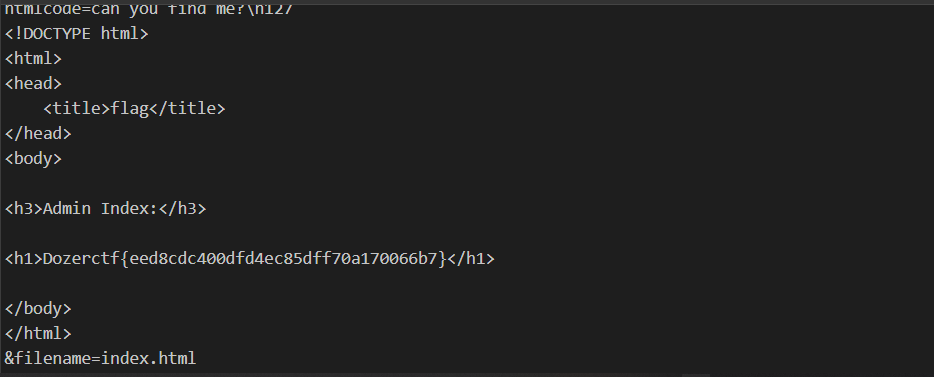 htmlcode=can you find me?\n127
<!DOCTYPE html>
<html>
<head>
    <title>flag</title>
</head>
<body>
<h3>Admin Index:</h3>
<h1>Dozerctf{eed8cdc400dfd4ec85dff70a170066b7}</h1>
</body>
</html>
&filename=index.html